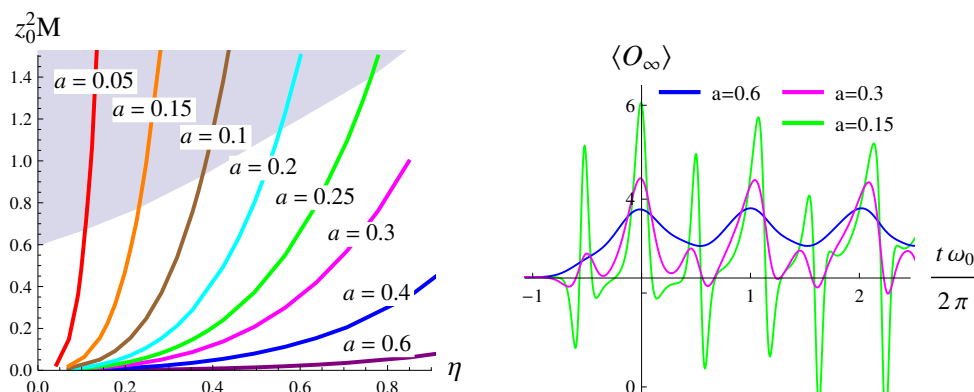 z₀²M
1.4
1.2
1.0
0.8
0.6
0.4
0.2
0.0
0.0
0.2
0.4
0.6
0.8
η
a = 0.05
a = 0.15
a = 0.1
a = 0.2
a = 0.25
a = 0.3
a = 0.4
a = 0.6
⟨O∞⟩
6
4
0
a=0.6
a=0.3
a=0.15
−1
1
2
t ω₀
2 π